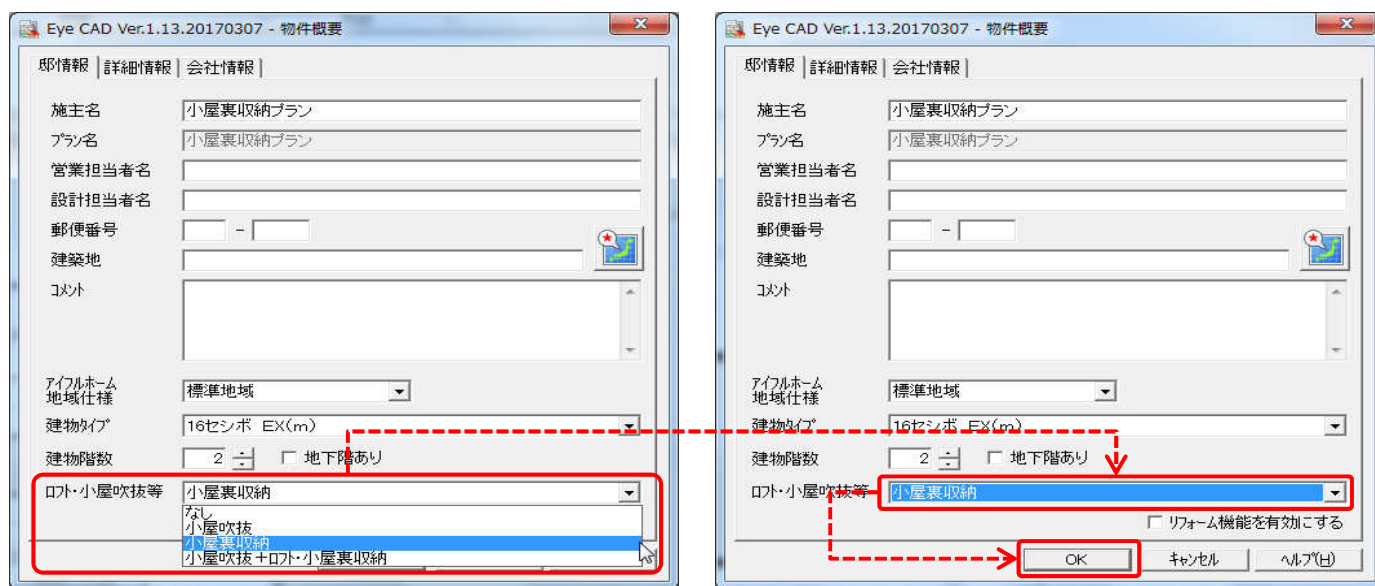 Eye CAD Ver.1.13.20170307 - 物件概要
邸情報 詳細情報 会社情報
施主名 小屋裏収納プラン
プラン名 小屋裏収納プラン
営業担当者名
設計担当者名
郵便番号 -
建築地
コメント
アイフルホーム
地域仕様 標準地域
建物タイプ 16セシボ EX(m)
建物階数 2 地下階あり
ロフト・小屋吹抜等 小屋裏収納
なし
小屋吹抜
小屋裏収納
小屋吹抜+ロフト・小屋裏収納
Eye CAD Ver.1.13.20170307 - 物件概要
邸情報 詳細情報 会社情報
施主名 小屋裏収納プラン
プラン名 小屋裏収納プラン
営業担当者名
設計担当者名
郵便番号 -
建築地
コメント
アイフルホーム
地域仕様 標準地域
建物タイプ 16セシボ EX(m)
建物階数 2 地下階あり
ロフト・小屋吹抜等 小屋裏収納
リフォーム機能を有効にする
OK キャンセル ヘルプ(H)